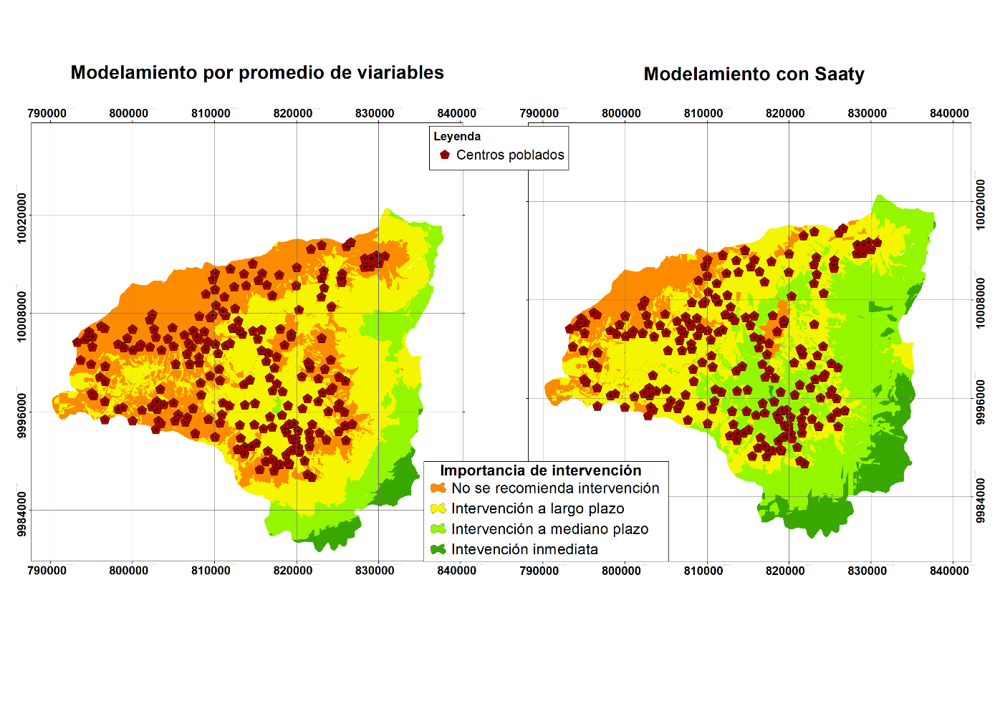 Modelamiento por promedio de viariables
Modelamiento con Saaty
790000 800000 810000 820000 830000 840000
790000 800000 810000 820000 830000 840000
Leyenda
Centros poblados
10020000
10008000
9996000
9984000
10020000
10008000
9996000
9984000
Importancia de intervención
No se recomienda intervención
Intervención a largo plazo
Intervención a mediano plazo
Intevención inmediata
790000 800000 810000 820000 830000 840000
790000 800000 810000 820000 830000 840000